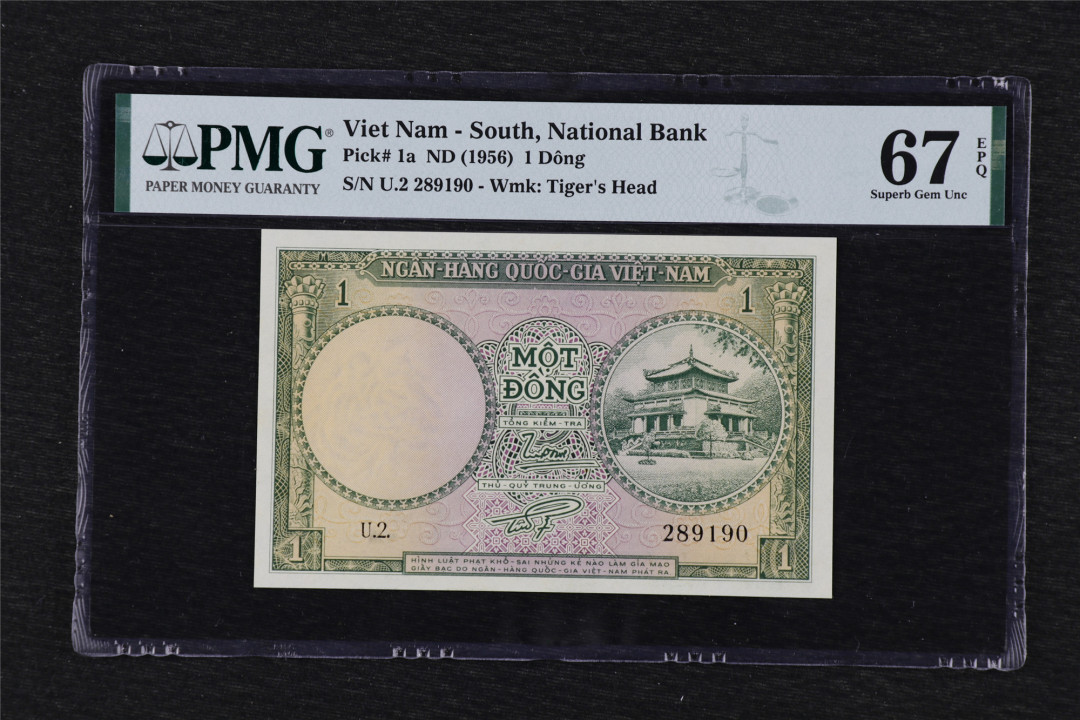 PMG®
PAPER MONEY GUARANTY
Viet Nam - South, National Bank
Pick# 1a ND (1956) 1 Dông
S/N U.2 289190 - Wmk: Tiger's Head
67
EPQ
Superb Gem Unc
NGÂN-HÀNG QUỐC-GIA VIỆT-NAM
1
1
MỘT
ĐỒNG
TỔNG KIỂM-TRA
THỦ-QUỸ TRUNG-ƯƠNG
U.2.
289190
1
1
HÌNH LUẬT PHẠT KHỔ-SAI NHỮNG KẺ NÀO LÀM GIẢ MẠO
GIẤY BẠC DO NGÂN-HÀNG QUỐC-GIA VIỆT-NAM PHÁT RA